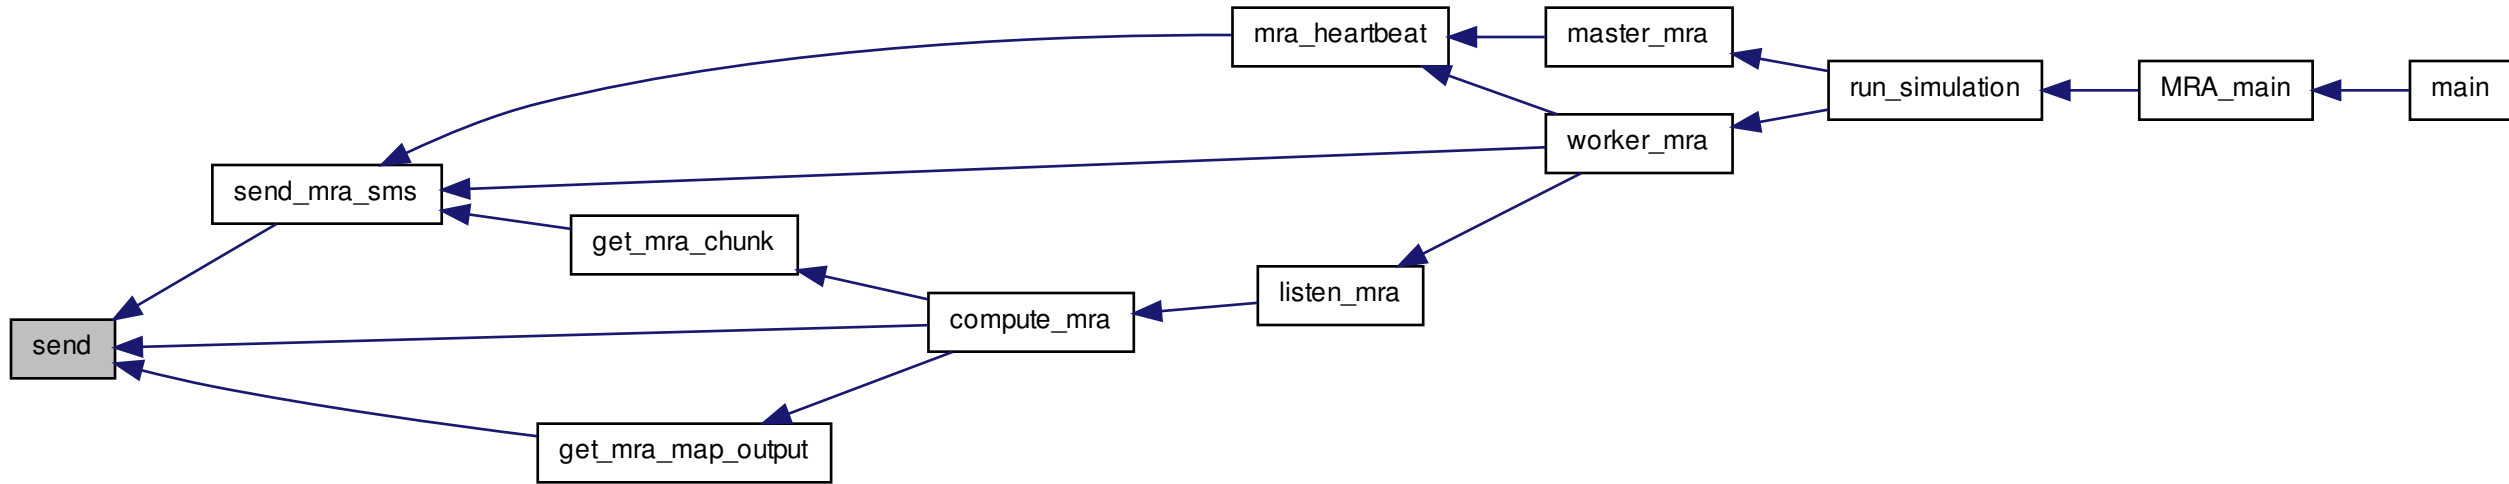 mra_heartbeat
master_mra
run_simulation
MRA_main
main
worker_mra
send_mra_sms
get_mra_chunk
listen_mra
compute_mra
send
get_mra_map_output